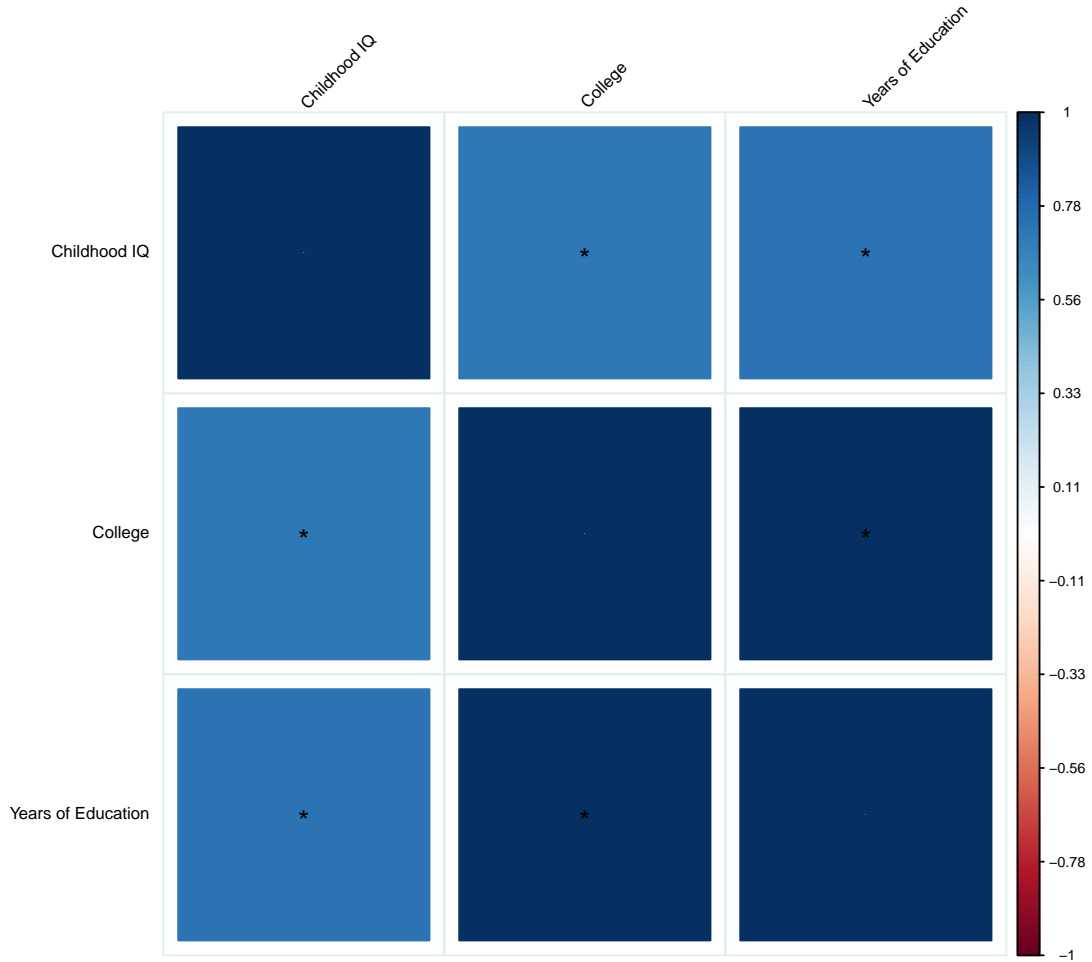 Childhood IQ
College
Years of Education
1
Childhood IQ
*
*
0.78
0.56
0.33
0.11
College
*
*
−0.11
−0.33
−0.56
Years of Education
*
*
−0.78
−1